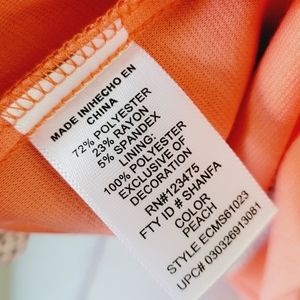 MADE IN/HECHO EN
CHINA
72% POLYESTER
23% RAYON
5% SPANDEX
LINING:
100% POLYESTER
EXCLUSIVE OF
DECORATION
RN#123475
FTY ID # SHANFA
COLOR
PEACH
STYLE ECMS61023
UPC# 030326913081